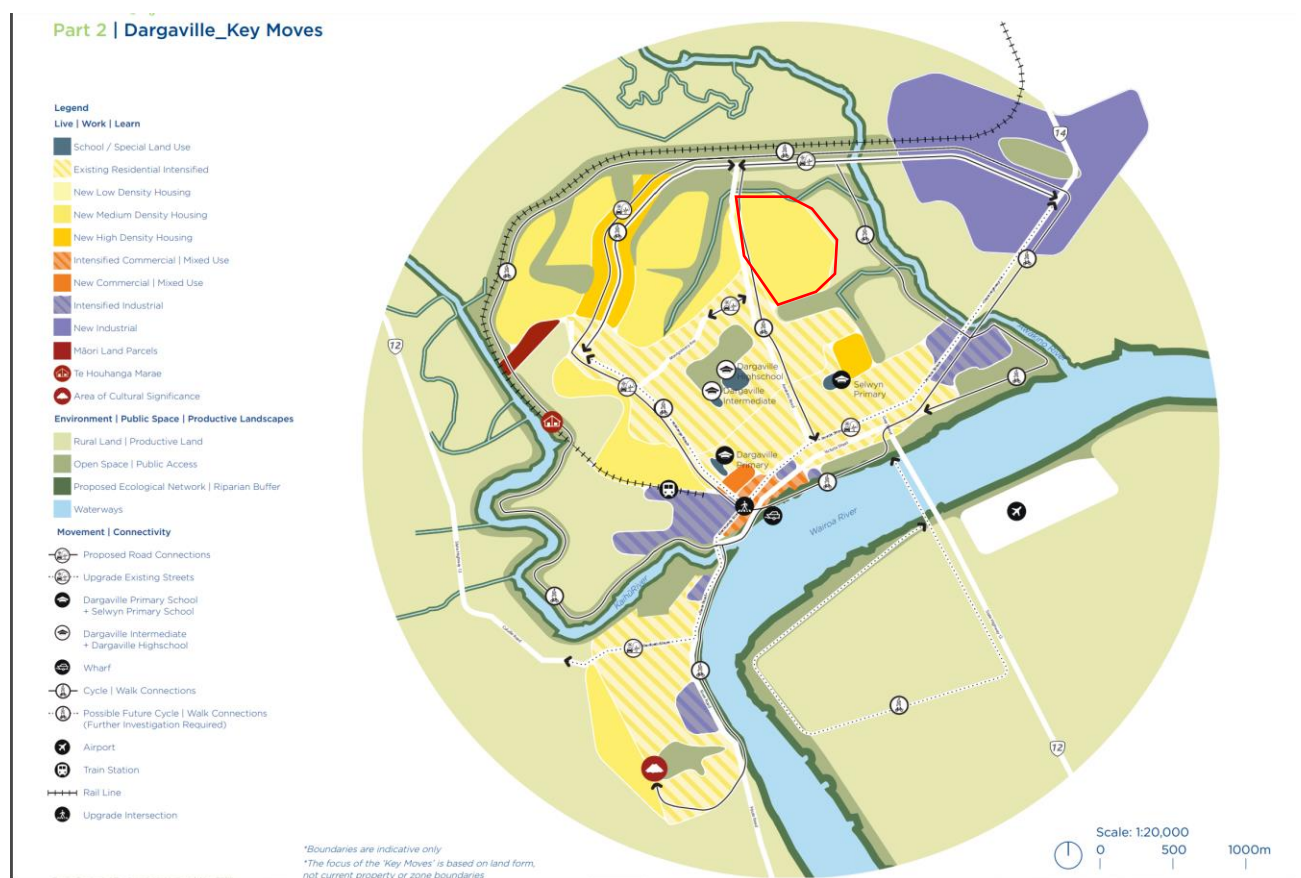 Part 2 | Dargaville_Key Moves
Legend
Live | Work | Learn
School / Special Land Use
Existing Residential Intensified
New Low Density Housing
New Medium Density Housing
New High Density Housing
Intensified Commercial | Mixed Use
New Commercial | Mixed Use
Intensified Industrial
New Industrial
Māori Land Parcels
Te Houhanga Marae
Area of Cultural Significance
Environment | Public Space | Productive Landscapes
Rural Land | Productive Land
Open Space | Public Access
Proposed Ecological Network | Riparian Buffer
Waterways
Movement | Connectivity
Proposed Road Connections
Upgrade Existing Streets
Dargaville Primary School
+ Selwyn Primary School
Dargaville Intermediate
+ Dargaville Highschool
Wharf
Cycle | Walk Connections
Possible Future Cycle | Walk Connections
(Further Investigation Required)
Airport
Train Station
Rail Line
Upgrade Intersection
14
12
Dargaville
Highschool
Dargaville
Intermediate
Selwyn
Primary
Dargaville
Primary
Wairoa River
12
*Boundaries are indicative only
*The focus of the 'Key Moves' is based on land form,
not current property or zone boundaries
Scale: 1:20,000
0 500 1000m